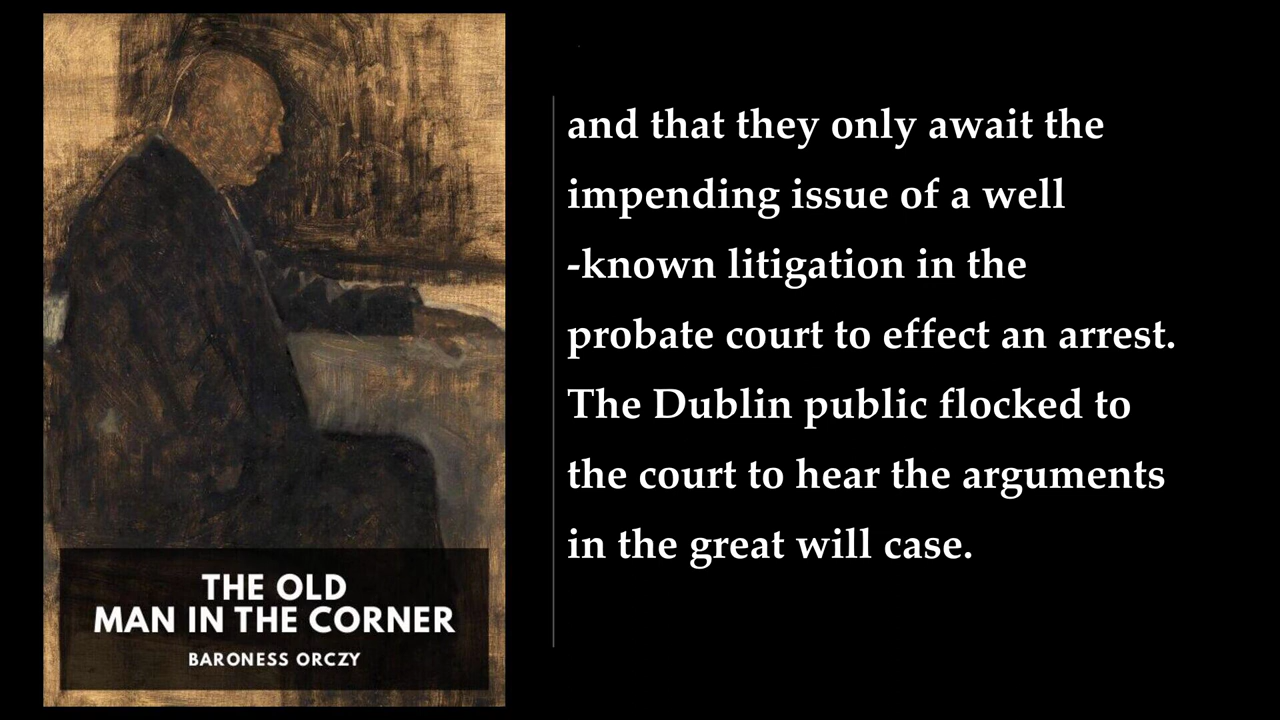 THE OLD
MAN IN THE CORNER
BARONESS ORCZY
and that they only await the
impending issue of a well
-known litigation in the
probate court to effect an arrest.
The Dublin public flocked to
the court to hear the arguments
in the great will case.